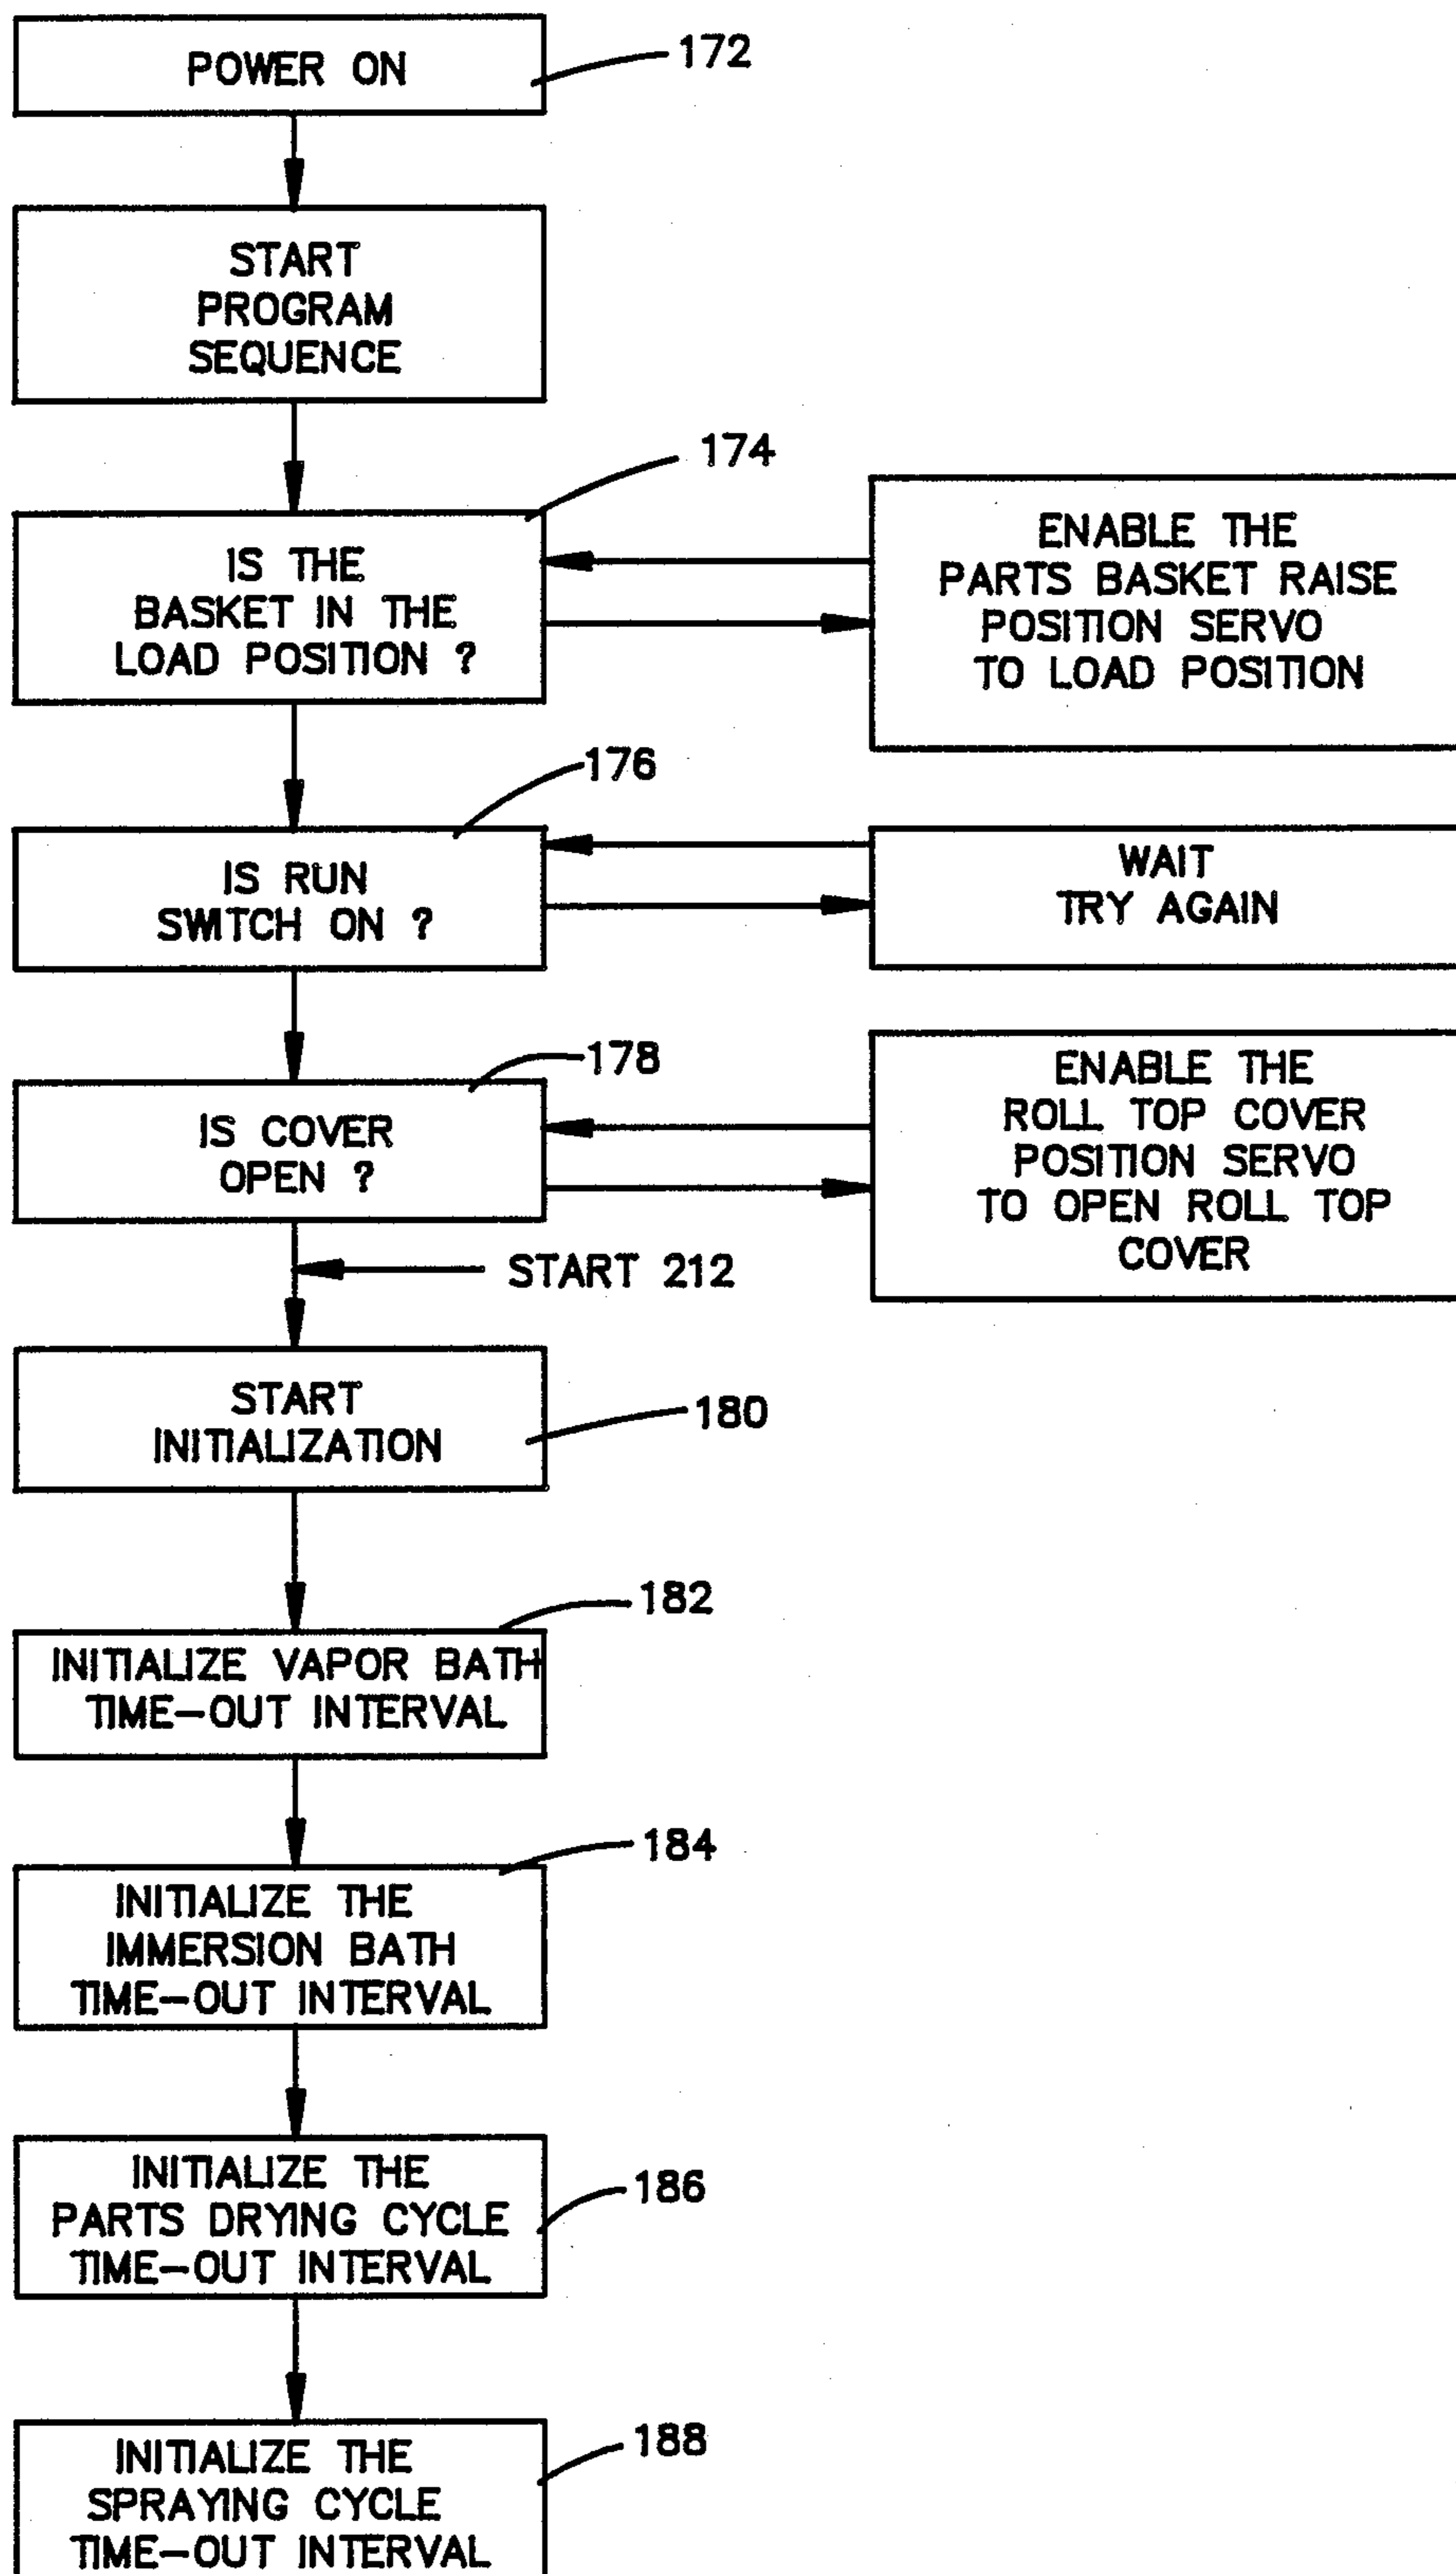 POWER ON
172
START
PROGRAM
SEQUENCE
174
IS THE
BASKET IN THE
LOAD POSITION ?
ENABLE THE
PARTS BASKET RAISE
POSITION SERVO
TO LOAD POSITION
176
IS RUN
SWITCH ON ?
WAIT
TRY AGAIN
178
IS COVER
OPEN ?
ENABLE THE
ROLL TOP COVER
POSITION SERVO
TO OPEN ROLL TOP
COVER
START 212
START
INITIALIZATION
180
182
INITIALIZE VAPOR BATH
TIME-OUT INTERVAL
184
INITIALIZE THE
IMMERSION BATH
TIME-OUT INTERVAL
INITIALIZE THE
PARTS DRYING CYCLE
TIME-OUT INTERVAL
186
INITIALIZE THE
SPRAYING CYCLE
TIME-OUT INTERVAL
188